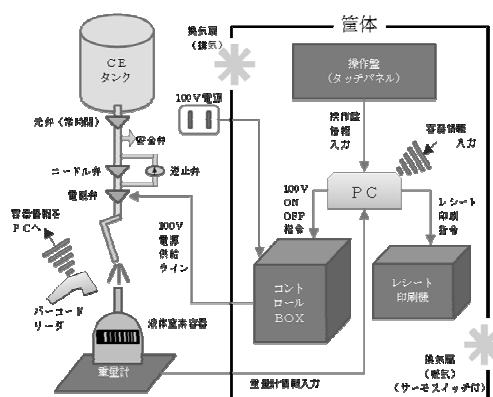 筐体
CE
タンク
換気扇
(排気)
操作盤
(タッチパネル)
100V電源
元弁(常時開)
安全弁
操作盤
情報
入力
容器情報
入力
ニードル弁
逆止弁
電磁弁
PC
100V
ON
OFF
指令
レシート
印刷
指令
容器情報を
PCへ
100V
電源
供給
ライン
コント
ロール
BOX
レシート
印刷機
バーコード
リーダ
液体窒素容器
重量計
重量計情報入力
換気扇
(吸気)
(サーモスイッチ付)